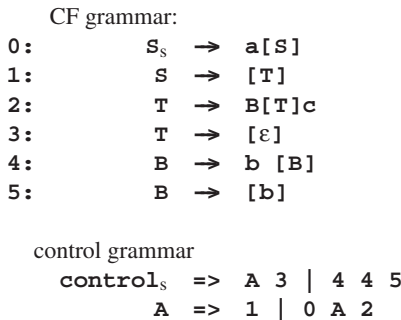 CF grammar:
0: Sₛ → a[S]
1: S → [T]
2: T → B[T]c
3: T → [ε]
4: B → b [B]
5: B → [b]
control grammar
controlₛ => A 3 | 4 4 5
A => 1 | 0 A 2